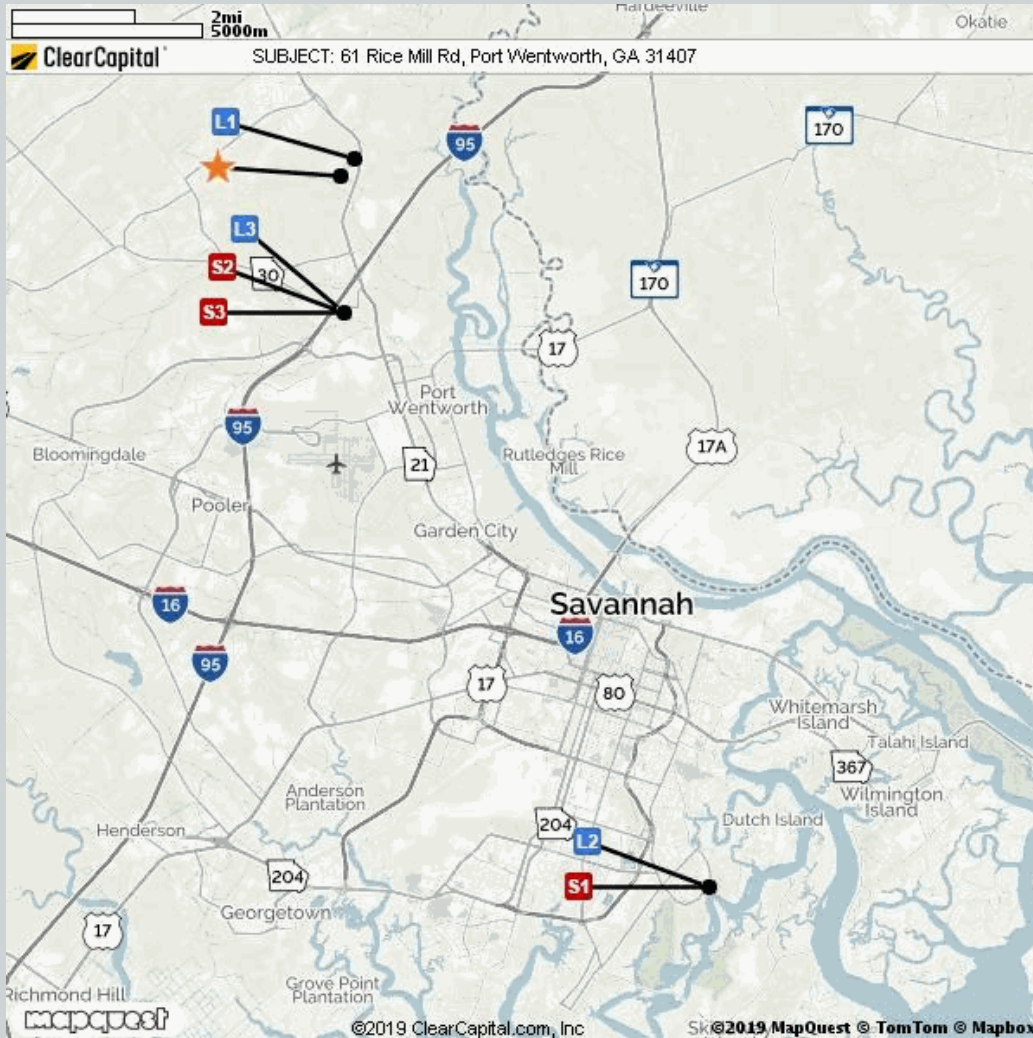 2mi
5000m
Hardeeville
Okatie
ClearCapital
SUBJECT: 61 Rice Mill Rd, Port Wentworth, GA 31407
L1
95
170
L3
S2
30
S3
170
17
Port
Wentworth
95
17A
Bloomingdale
21
Rutledges Rice
Mill
Pooler
Garden City
16
Savannah
16
95
17
80
Whitemarsh
Island
Talahi Island
367
Anderson
Plantation
Wilmington
Island
Henderson
204
L2
Dutch Island
204
S1
Georgetown
17
Grove Point
Plantation
Richmond Hill
mapquest
©2019 ClearCapital.com, Inc
©2019 MapQuest © TomTom © Mapbox